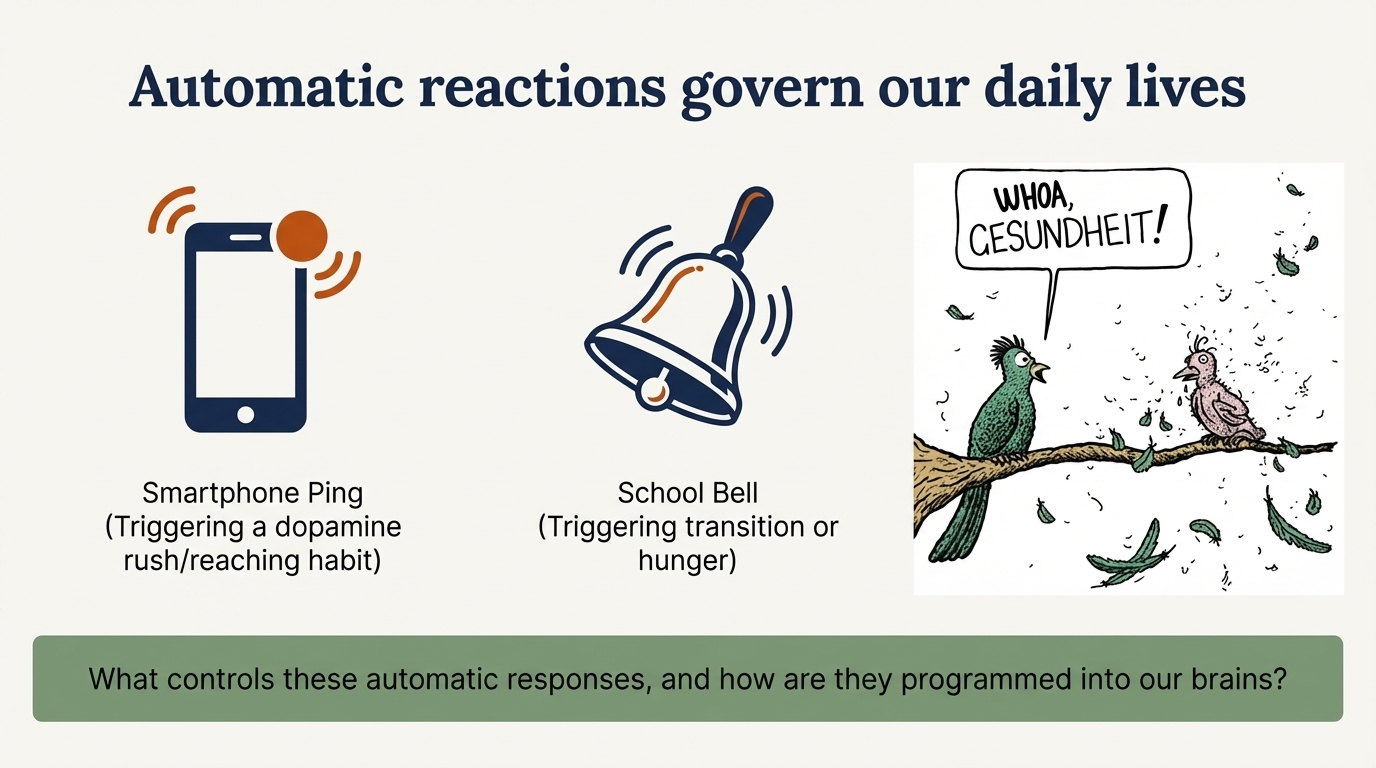 Automatic reactions govern our daily lives
Smartphone Ping
(Triggering a dopamine
rush/reaching habit)
School Bell
(Triggering transition or
hunger)
WHOA,
GESUNDHEIT!
What controls these automatic responses, and how are they programmed into our brains?